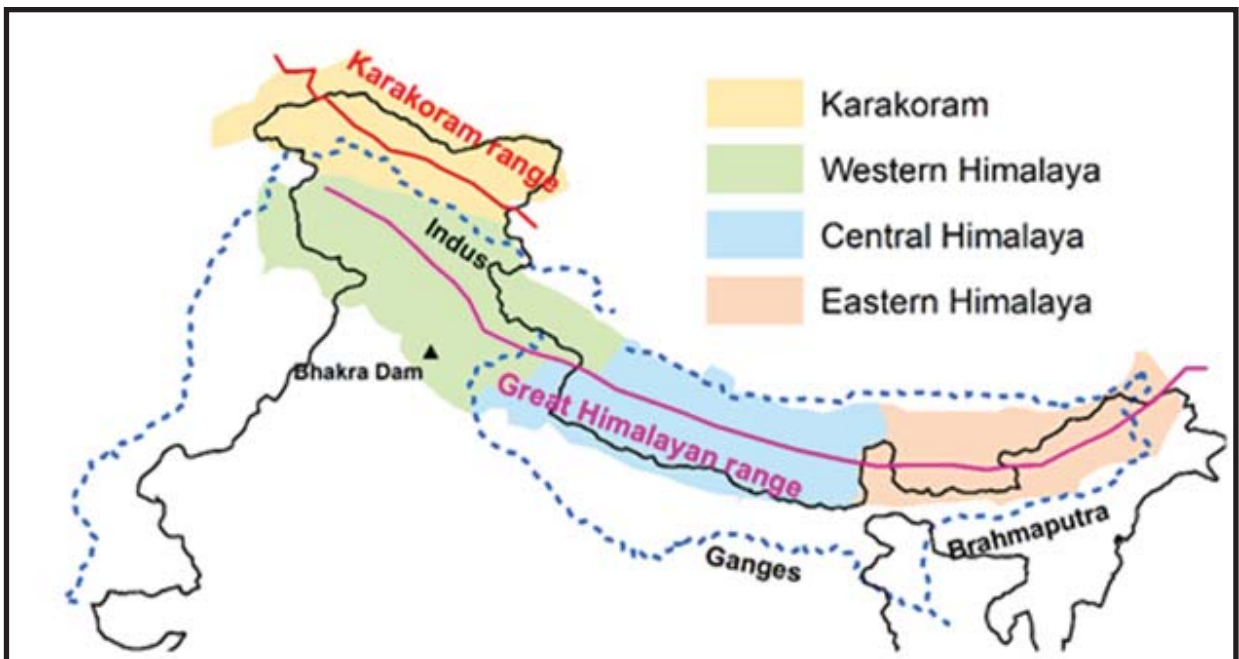 Karakoram range
Karakoram
Western Himalaya
Central Himalaya
Eastern Himalaya
Indus
Bhakra Dam
Great Himalayan range
Ganges
Brahmaputra